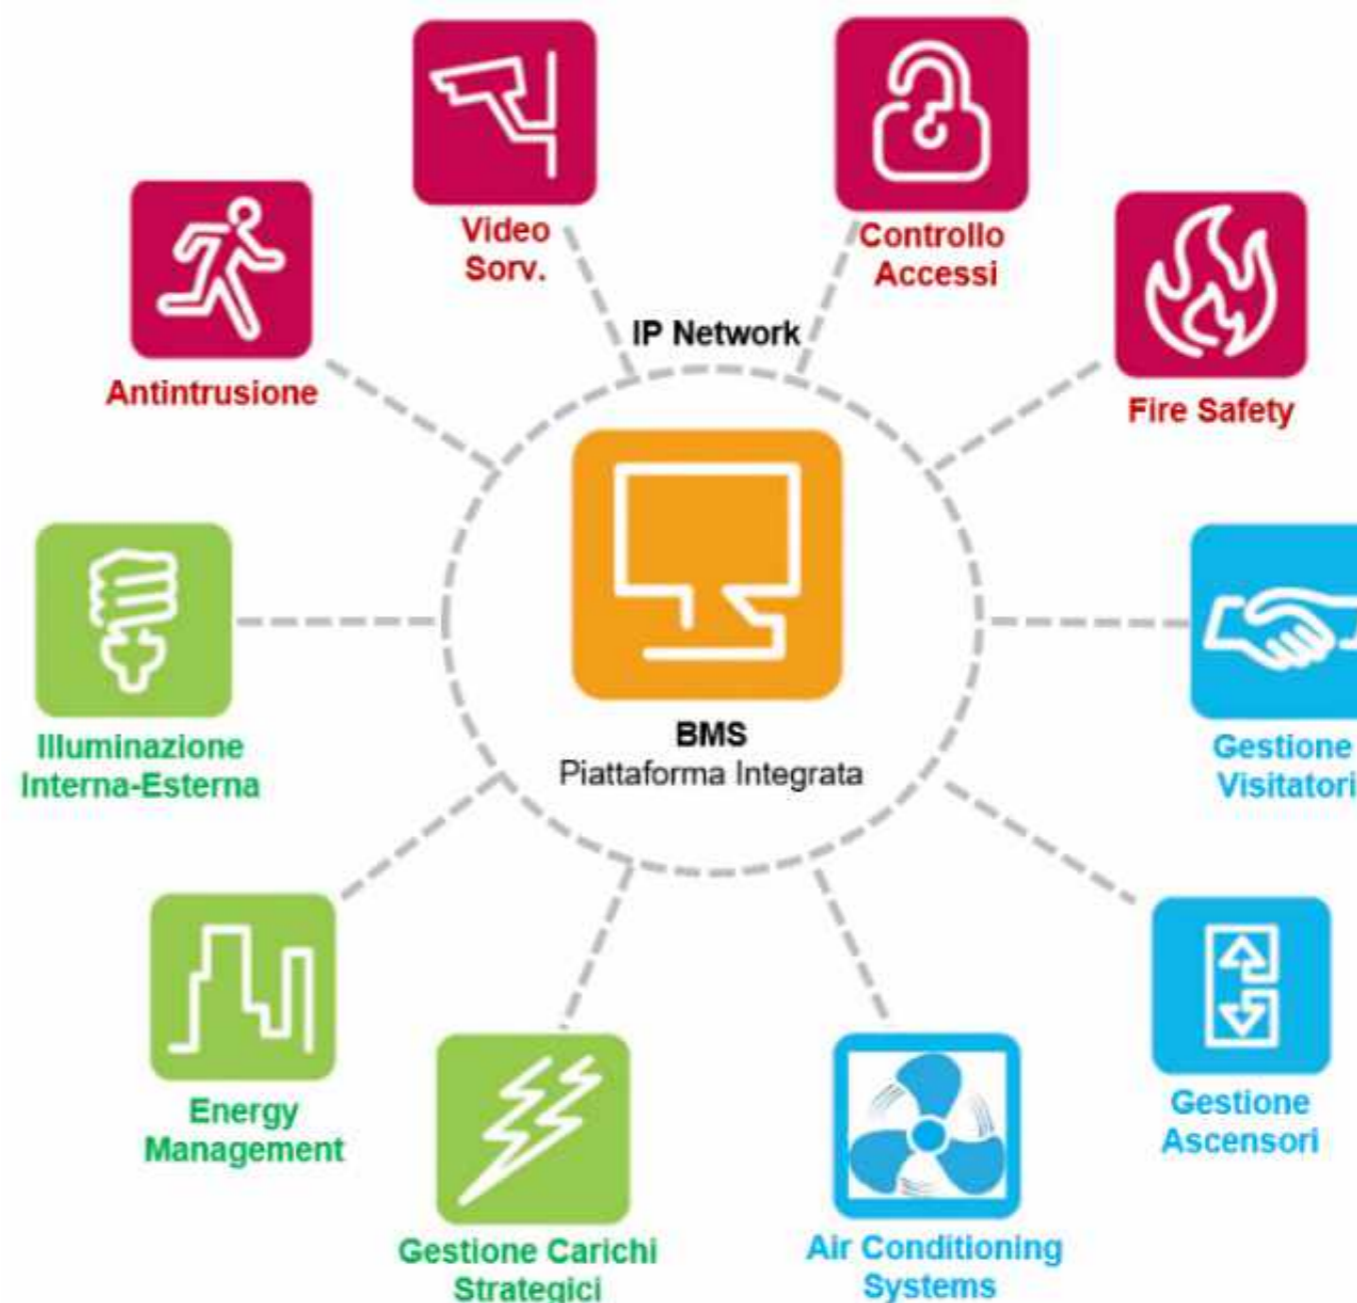 Video
Sorv.
Controllo
Accessi
Antintrusione
IP Network
Fire Safety
BMS
Piattaforma Integrata
Illuminazione
Interna-Esterna
Gestione
Visitatori
Energy
Management
Gestione
Ascensori
Gestione Carichi
Strategici
Air Conditioning
Systems